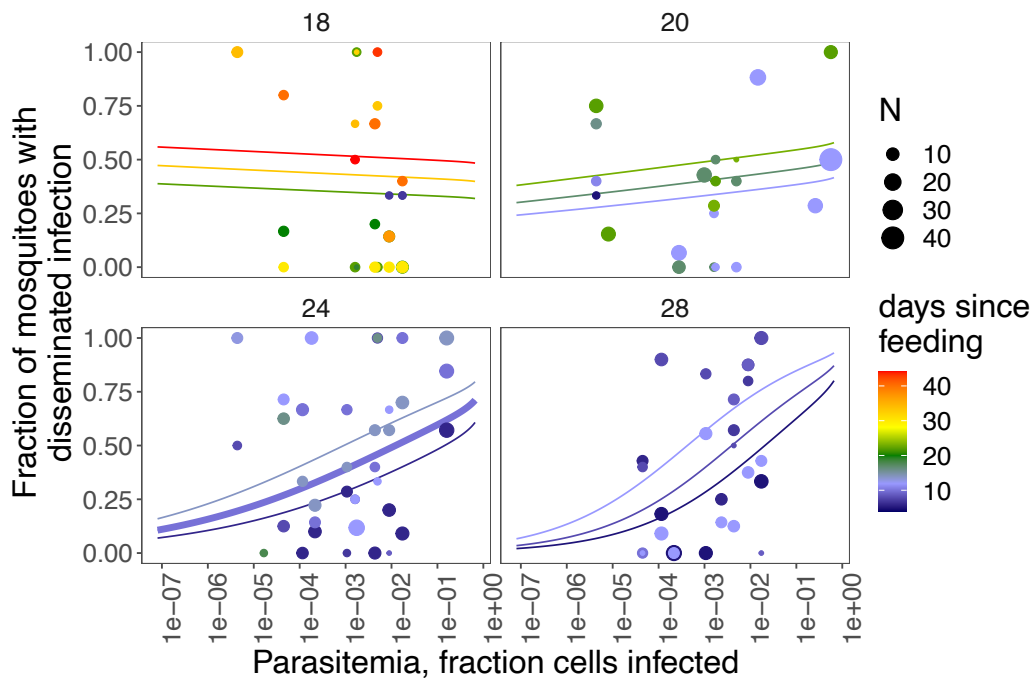 18
20
1.00
0.75
0.50
0.25
0.00
24
28
1.00
0.75
0.50
0.25
0.00
1e−07
1e−06
1e−05
1e−04
1e−03
1e−02
1e−01
1e+00
1e−07
1e−06
1e−05
1e−04
1e−03
1e−02
1e−01
1e+00
Parasitemia, fraction cells infected
Fraction of mosquitoes with
disseminated infection
N
10
20
30
40
days since
feeding
40
30
20
10